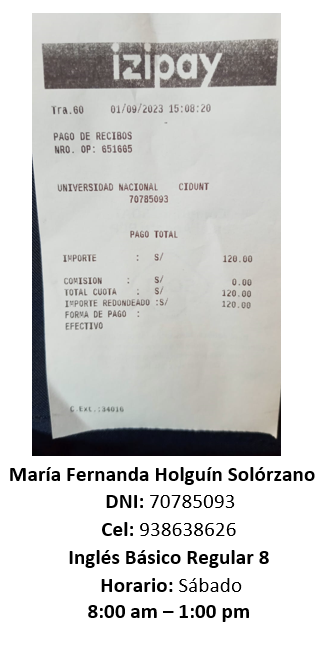 izipay
Tra.60 01/09/2023 15:08:20
PAGO DE RECIBOS
NRO. OP: 651665
UNIVERSIDAD NACIONAL CIDUNT
70785093
PAGO TOTAL
IMPORTE : S/ 120.00
COMISION : S/ 0.00
TOTAL CUOTA : S/ 120.00
IMPORTE REDONDEADO :S/ 120.00
FORMA DE PAGO :
EFECTIVO
C.Ext.:34016
María Fernanda Holguín Solórzano
DNI: 70785093
Cel: 938638626
Inglés Básico Regular 8
Horario: Sábado
8:00 am – 1:00 pm